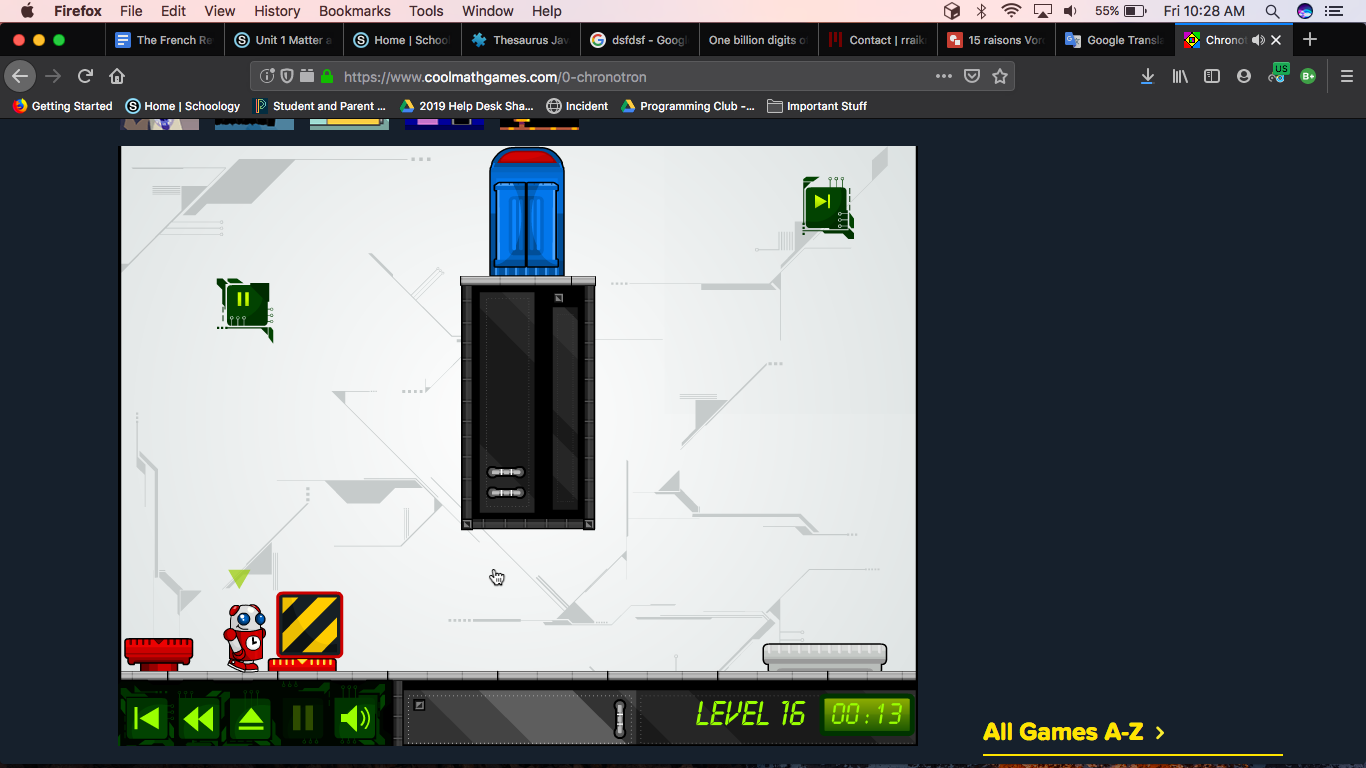 Firefox File Edit View History Bookmarks Tools Window Help 55% Fri 10:28 AM
The French Re Unit 1 Matter a Home | School Thesaurus Jav dsfdsf - Googl One billion digits o Contact | rraik 15 raisons Vor Google Transla Chronot
https://www.coolmathgames.com/0-chronotron US B+
Getting Started Home | Schoology Student and Parent ... 2019 Help Desk Sha... Incident Programming Club -... Important Stuff
LEVEL 16 00:13
All Games A-Z >